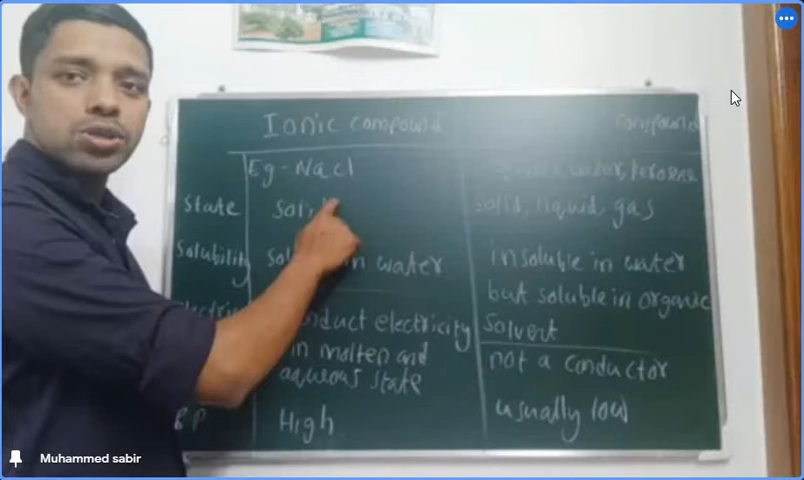 Ionic compound
compound
Eg - NaCl
State
solid, liquid, gas
Solubility
in water
insoluble in water
but soluble in organic
solvent
conduct electricity
in molten and
aqueous state
not a conductor
BP
High
usually low
Muhammed sabir